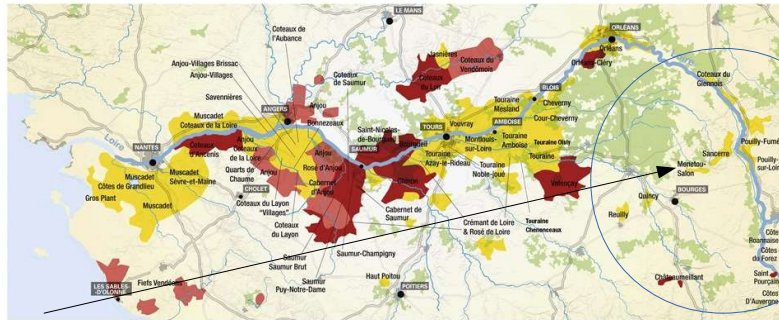 LE MANS
Coteaux de
l'Aubance
ORLÉANS
Orléans
Orléans-Cléry
Jasnières
Coteaux du
Vendômois
Anjou-Villages Brissac
Anjou-Villages
Coteaux
de Saumur
Coteaux
du Loir
Coteaux du
Giennois
Savennières
BLOIS
ANGERS
Anjou
Bonnezeaux
Touraine
Mesland
Cheverny
Cour-Cheverny
Muscadet
Coteaux de la Loire
Vouvray
AMBOISE
TOURS
Saint-Nicolas-
de-Bourgueil
Montlouis-
sur-Loire
Touraine
Amboise
Touraine Oisly
Touraine
Pouilly-Fumé
Loire
NANTES
Coteaux
d'Ancenis
Anjou
Coteaux
de la Loire
SAUMUR
Anjou
Rosé d'Anjou
Touraine
Azay-le-Rideau
Sancerre
Pouilly-
sur-Loir
Menetou-
Salon
Muscadet
Côtes de Grandlieu
Muscadet
Sèvre-et-Maine
Quarts de
Chaume
Anjou
Cabernet
d'Anjou
Chinon
Touraine
Noble-Joué
Valençay
CHOLET
Gros Plant
Muscadet
Coteaux du Layon
"Villages"
Cabernet de
Saumur
Quincy
BOURGES
Reuilly
Coteaux
du Layon
Crémant de Loire
& Rosé de Loire
Touraine
Chenonceaux
Côte
Roannaise
Côtes
du Forez
Saumur
Saumur Brut
Saumur-Champigny
Saumur
Puy-Notre-Dame
Haut Poitou
Châteaumeillant
Saint
Pourçain
LES SABLES
-D'OLONNE
Fiefs Vendéens
POITIERS
Côtes
D'Auvergne